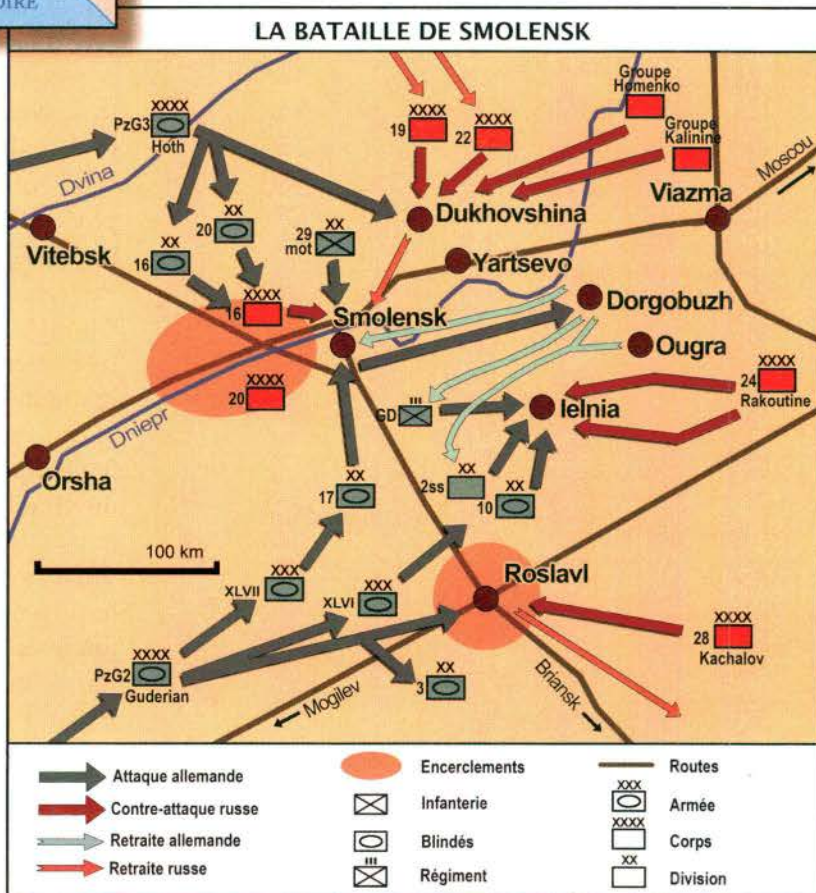 OIRE
LA BATAILLE DE SMOLENSK
XXXX
PzG3
Hoth
Dvina
XXXX
19
XXXX
22
Groupe
Homenko
Groupe
Kalinine
Moscou
Viazma
Dukhovshina
Vitebsk
XX
16
XX
20
XX
29
mot
Yartsevo
XXXX
16
Smolensk
Dorgobuzh
Ougra
XXXX
20
Dniepr
III
GD
Ielnia
XXXX
24
Rakoutine
Orsha
XX
17
XX
2ss
XX
10
100 km
XXX
XLVII
XXX
XLVI
Roslavl
XXXX
PzG2
Guderian
XX
3
XXXX
28
Kachalov
Mogilev
Briansk
Attaque allemande
Contre-attaque russe
Retraite allemande
Retraite russe
Encerclements
Infanterie
Blindés
III
Régiment
Routes
XXX
Armée
XXXX
Corps
XX
Division